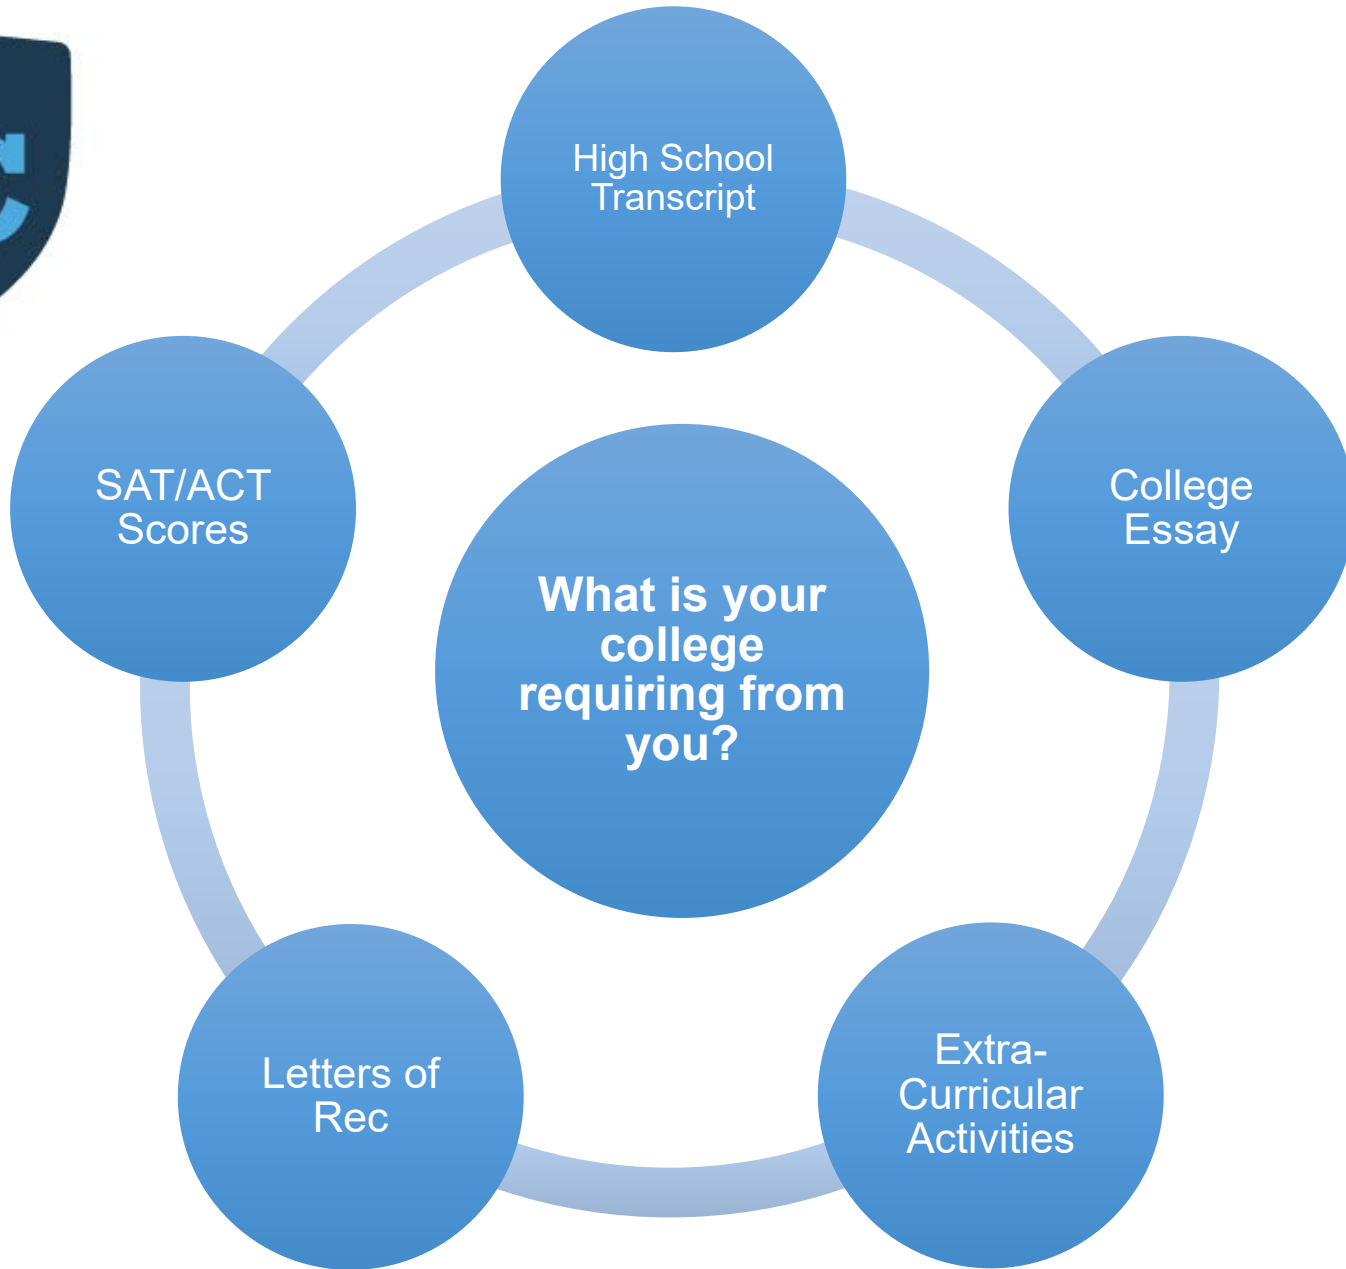 High School
Transcript
College
Essay
Extra-
Curricular
Activities
Letters of
Rec
SAT/ACT
Scores
What is your
college
requiring from
you?